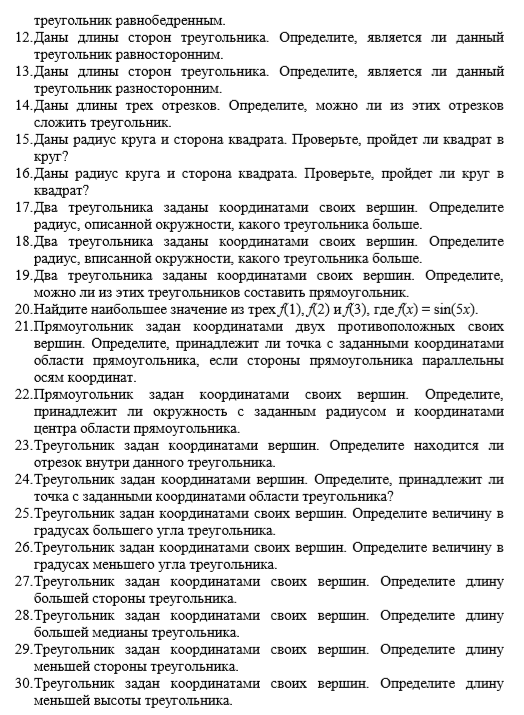 треугольник равнобедренным.
12.Даны длины сторон треугольника. Определите, является ли данный
треугольник равносторонним.
13.Даны длины сторон треугольника. Определите, является ли данный
треугольник разносторонним.
14.Даны длины трех отрезков. Определите, можно ли из этих отрезков
сложить треугольник.
15.Даны радиус круга и сторона квадрата. Проверьте, пройдет ли квадрат в
круг?
16.Даны радиус круга и сторона квадрата. Проверьте, пройдет ли круг в
квадрат?
17.Два треугольника заданы координатами своих вершин. Определите
радиус, описанной окружности, какого треугольника больше.
18.Два треугольника заданы координатами своих вершин. Определите
радиус, вписанной окружности, какого треугольника больше.
19.Два треугольника заданы координатами своих вершин. Определите,
можно ли из этих треугольников составить прямоугольник.
20.Найдите наибольшее значение из трех f(1), f(2) и f(3), где f(x) = sin(5x).
21.Прямоугольник задан координатами двух противоположных своих
вершин. Определите, принадлежит ли точка с заданными координатами
области прямоугольника, если стороны прямоугольника параллельны
осям координат.
22.Прямоугольник задан координатами своих вершин. Определите,
принадлежит ли окружность с заданным радиусом и координатами
центра области прямоугольника.
23.Треугольник задан координатами вершин. Определите находится ли
отрезок внутри данного треугольника.
24.Треугольник задан координатами вершин. Определите, принадлежит ли
точка с заданными координатами области треугольника?
25.Треугольник задан координатами своих вершин. Определите величину в
градусах большего угла треугольника.
26.Треугольник задан координатами своих вершин. Определите величину в
градусах меньшего угла треугольника.
27.Треугольник задан координатами своих вершин. Определите длину
большей стороны треугольника.
28.Треугольник задан координатами своих вершин. Определите длину
большей медианы треугольника.
29.Треугольник задан координатами своих вершин. Определите длину
меньшей стороны треугольника.
30.Треугольник задан координатами своих вершин. Определите длину
меньшей высоты треугольника.